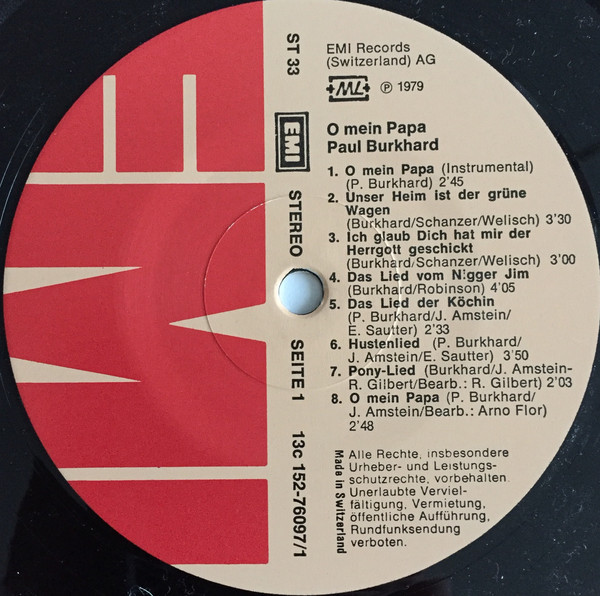 ST 33
EMI
STEREO
SEITE 1
13c 152-76097/1
EMI Records
(Switzerland) AG
ML ℗ 1979
O mein Papa
Paul Burkhard
1. O mein Papa (Instrumental)
(P. Burkhard) 2'45
2. Unser Heim ist der grüne
Wagen
(Burkhard/Schanzer/Welisch) 3'30
3. Ich glaub Dich hat mir der
Herrgott geschickt
(Burkhard/Schanzer/Welisch) 3'00
4. Das Lied vom N!gger Jim
(Burkhard/Robinson) 4'05
5. Das Lied der Köchin
(P. Burkhard/J. Amstein/
E. Sautter) 2'33
6. Hustenlied (P. Burkhard/
J. Amstein/E. Sautter) 3'50
7. Pony-Lied (Burkhard/J. Amstein-
R. Gilbert/Bearb.: R. Gilbert) 2'03
8. O mein Papa (P. Burkhard/
J. Amstein/Bearb.: Arno Flor)
2'48
Made in Switzerland
Alle Rechte, insbesondere
Urheber- und Leistungs-
schutzrechte, vorbehalten.
Unerlaubte Verviel-
fältigung, Vermietung,
öffentliche Aufführung,
Rundfunksendung
verboten.